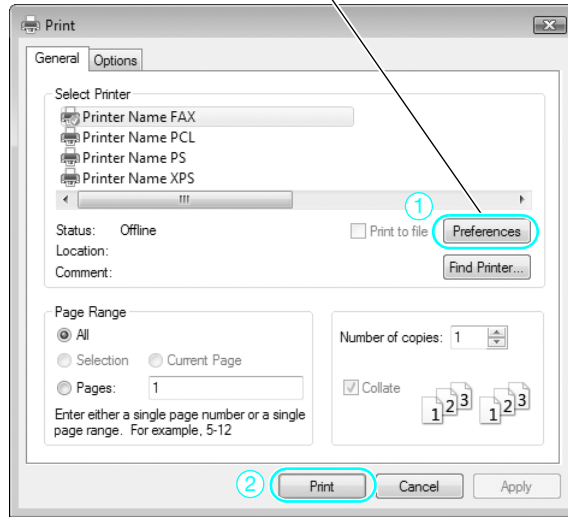 Print
General Options
Select Printer
Printer Name FAX
Printer Name PCL
Printer Name PS
Printer Name XPS
1
Status: Offline
Print to file
Preferences
Location:
Comment:
Find Printer...
Page Range
All
Selection Current Page
Pages: 1
Enter either a single page number or a single
page range. For example, 5-12
Number of copies: 1
Collate
1 2 3 1 2 3
2 Print Cancel Apply